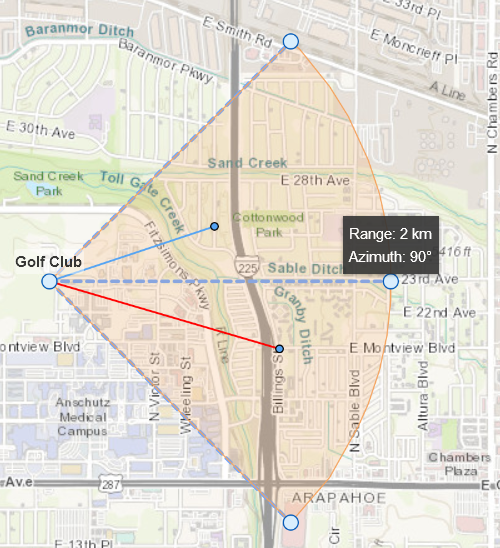 E 33rd Pl
Baranmor Ditch
E Smith Rd
E Moncrieff Pl
Baranmor Pkwy
A Line
N Chambers Rd
E 30th Ave
Sand Creek
Sand Creek
Park
Toll Gate Creek
E 28th Ave
Cottonwood
Park
Fitzsimons Pkwy
Range: 2 km
Azimuth: 90°
5416 ft
Golf Club
225
Sable Ditch
23rd Ave
Granby Ditch
E 22nd Ave
R Line
ontview Blvd
E Montview Blvd
N Victor St
Wheeling St
Billings St
N Sable Blvd
Altura Blvd
Anschutz
Medical
Campus
Chambers
Plaza
Ave
287
E C
ARAPAHOE
E 13th Pl
Cir